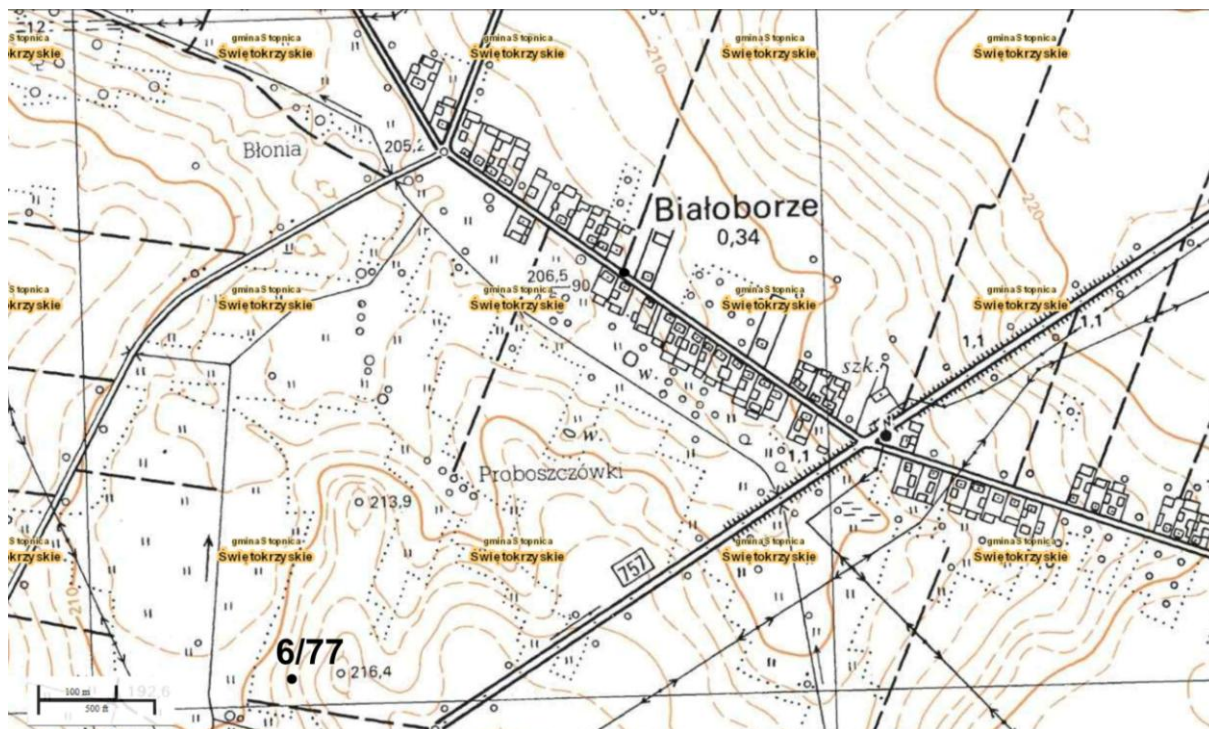 12
gmina Stopnica
Świętokrzyskie
gmina Stopnica
Świętokrzyskie
gmina Stopnica
Świętokrzyskie
okrzyskie
gmina Stopnica
Świętokrzyskie
210
Błonia
205,2
Białoborze
0,34
220
206,5
90
gmina Stopnica
Świętokrzyskie
gmina Stopnica
Świętokrzyskie
gmina Stopnica
Świętokrzyskie
gmina Stopnica
Świętokrzyskie
okrzyskie
1,1
1,1
szk.
w.
w.
1,1
Proboszczówki
213,9
gmina Stopnica
Świętokrzyskie
gmina Stopnica
Świętokrzyskie
gmina Stopnica
Świętokrzyskie
gmina Stopnica
Świętokrzyskie
okrzyskie
757
210
6/77
216,4
100 m
192,6
500 ft